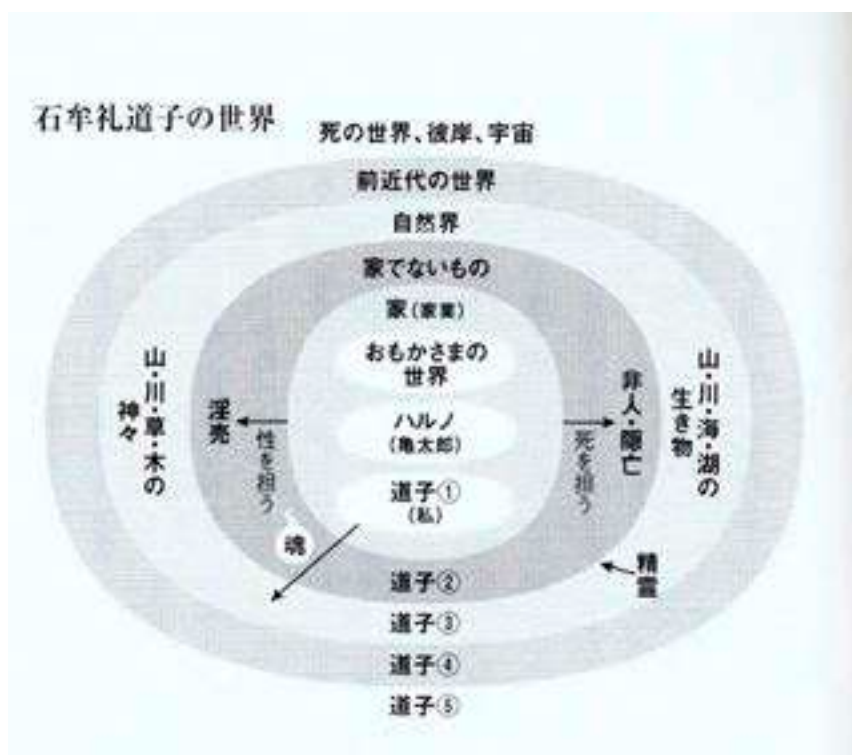 石牟礼道子の世界
死の世界、彼岸、宇宙
前近代の世界
自然界
家でないもの
家(家業)
おもかさまの
世界
ハルノ
(亀太郎)
道子①
(私)
山・川・草・木の
神々
淫売
性を担う
魂
死を担う
非人・隠亡
山・川・海・湖の
生き物
精霊
道子②
道子③
道子④
道子⑤